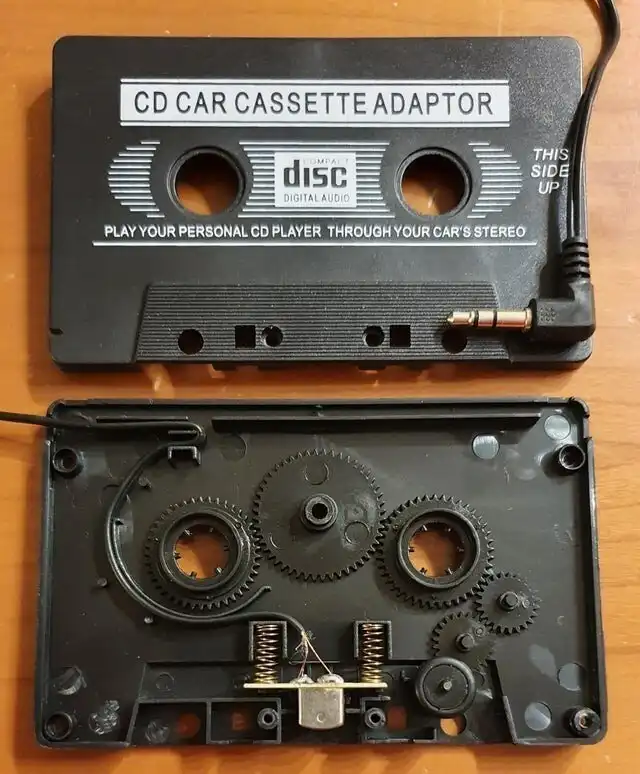 CD CAR CASSETTE ADAPTOR
COMPACT
disc
DIGITAL AUDIO
THIS
SIDE
UP
PLAY YOUR PERSONAL CD PLAYER THROUGH YOUR CAR'S STEREO